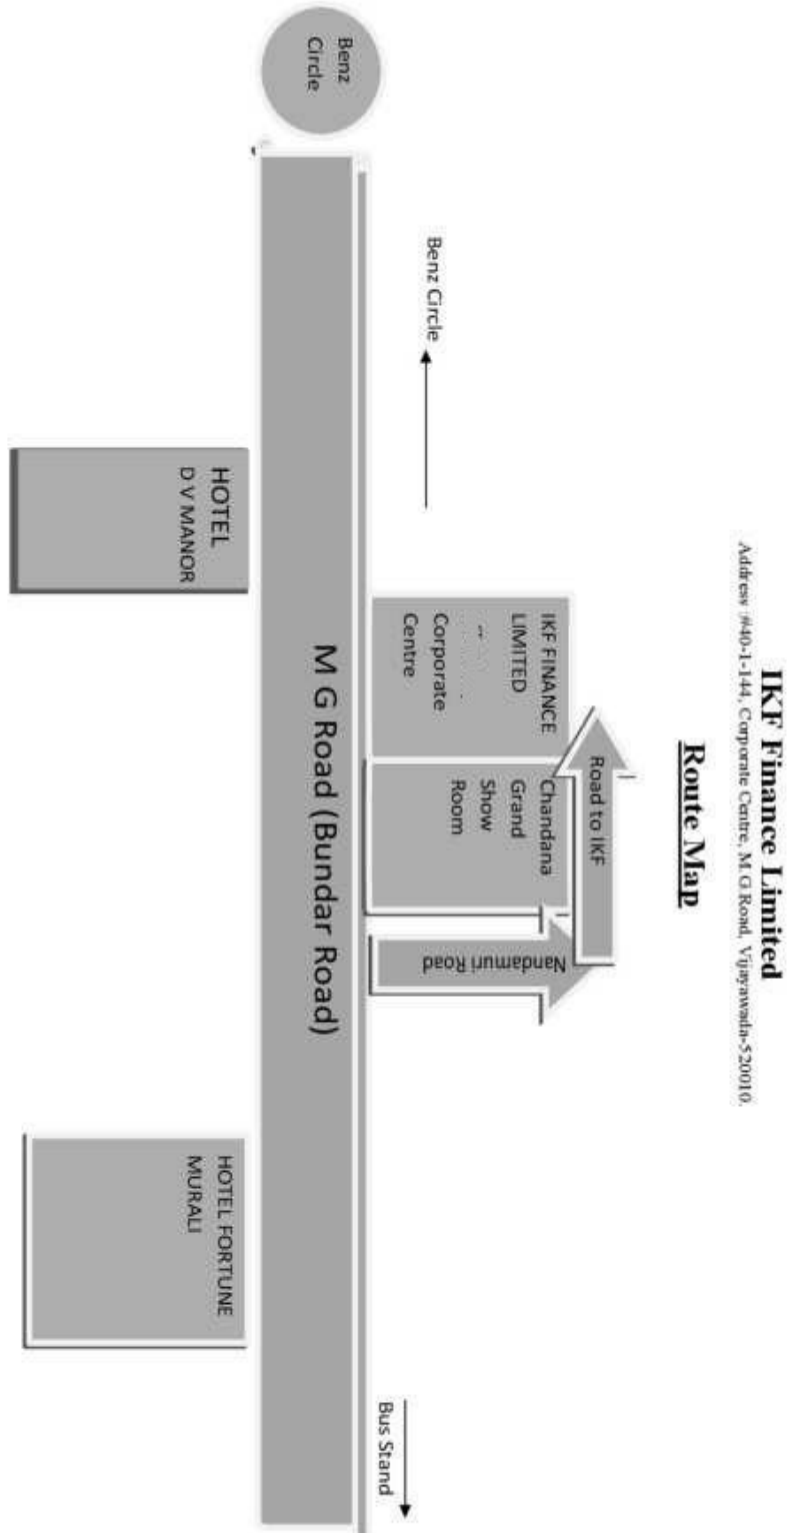 IKF Finance Limited
Address :#40-1-144, Corporate Centre, M.G.Road, Vijayawada-520010.
Route Map
Road to IKF
Nandamuri Road
IKF FINANCE
LIMITED
Corporate
Centre
Chandana
Grand
Show
Room
Benz Circle
Bus Stand
Benz
Circle
M G Road (Bundar Road)
HOTEL
D V MANOR
HOTEL FORTUNE
MURALI